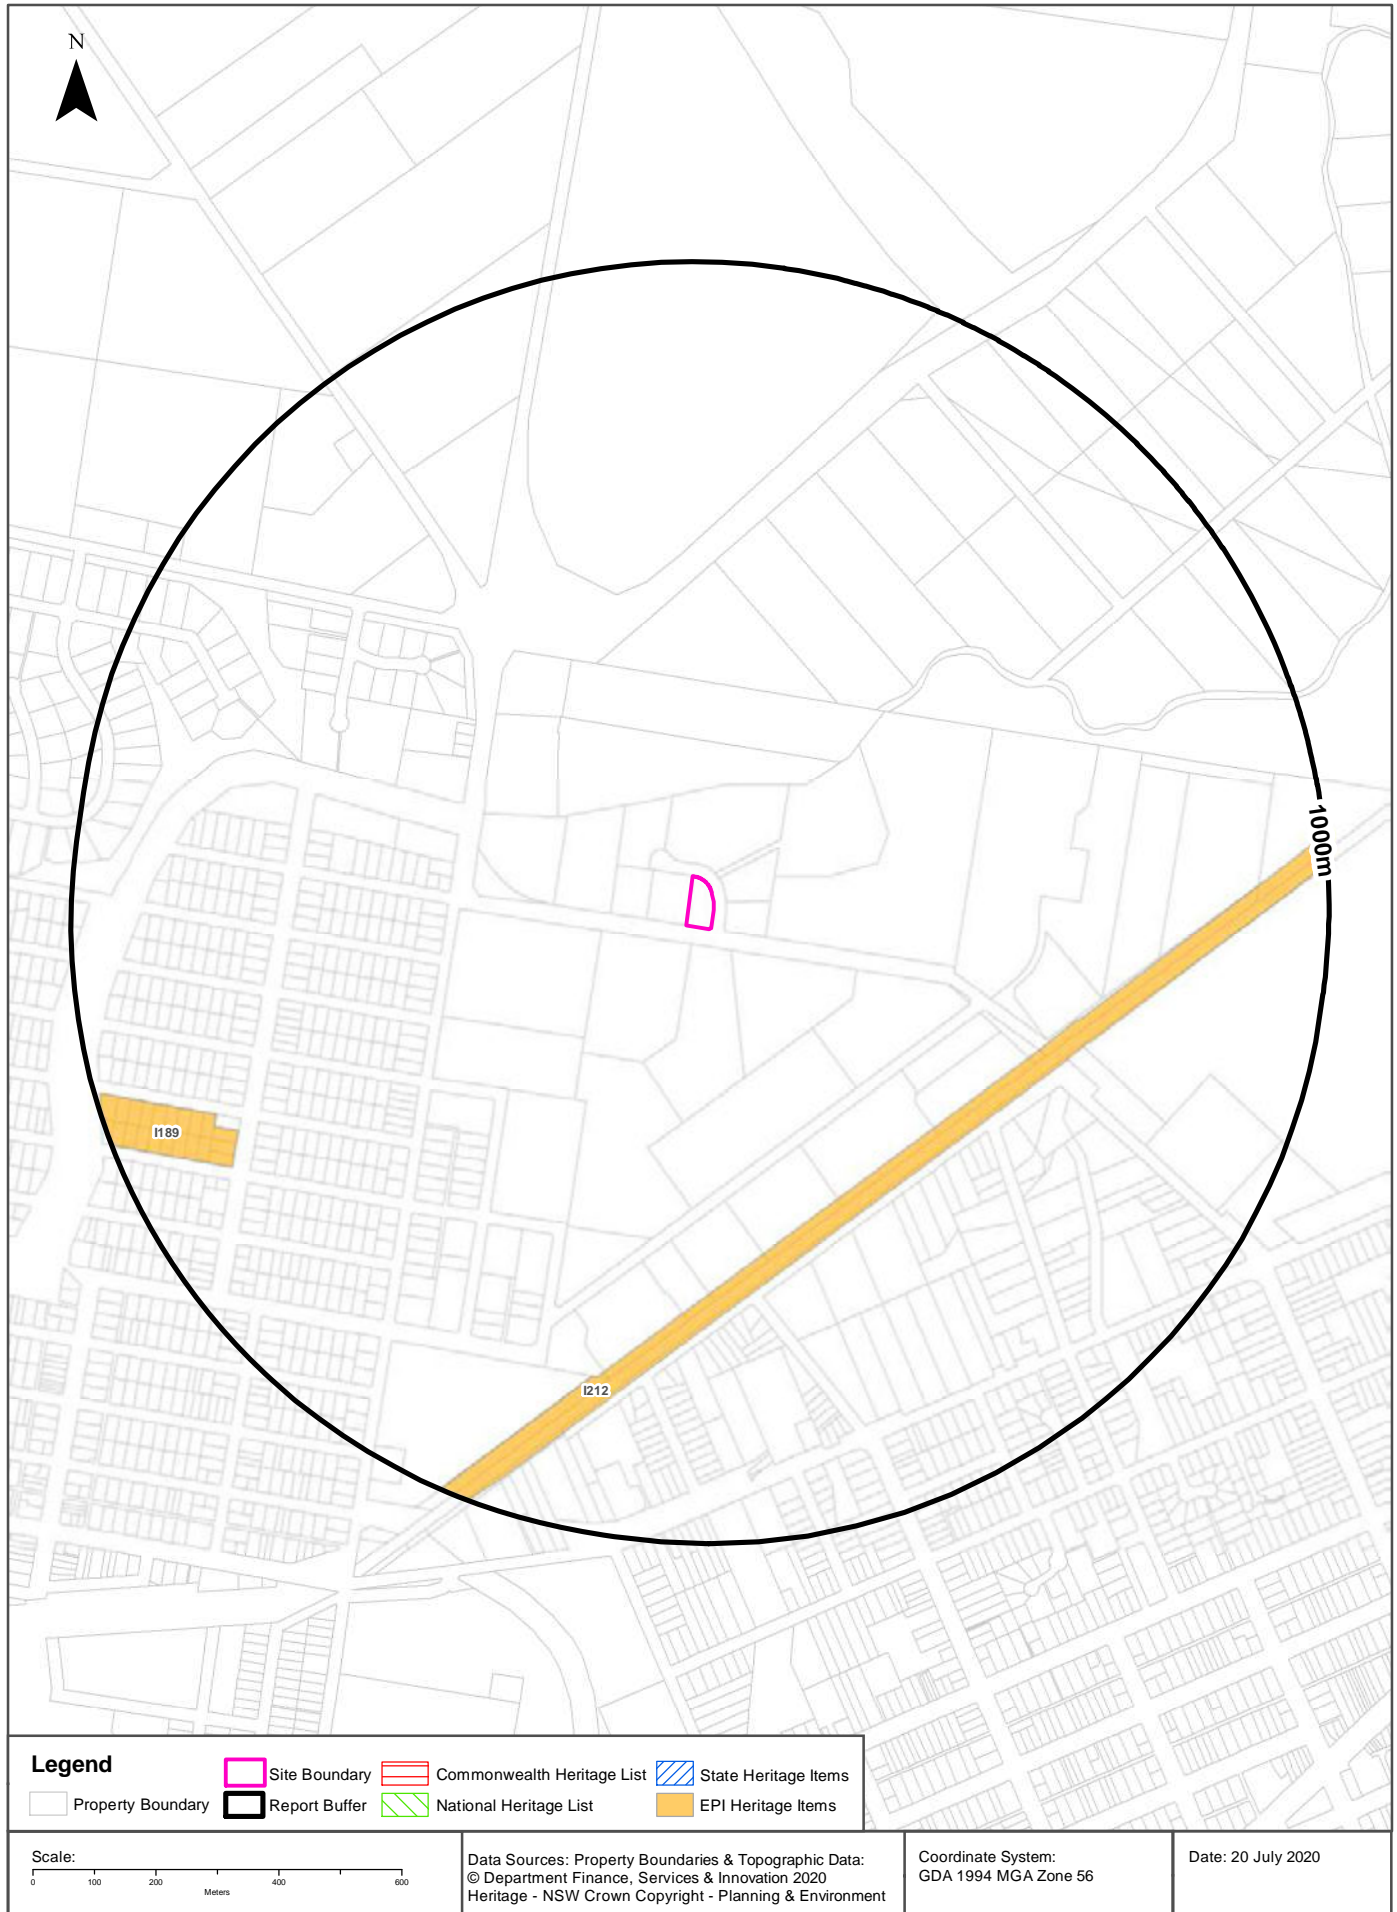 N
1000m
I189
I212
Legend
Property Boundary
Site Boundary
Report Buffer
Commonwealth Heritage List
National Heritage List
State Heritage Items
EPI Heritage Items
Scale:
0 100 200 400 600
Meters
Data Sources: Property Boundaries & Topographic Data:
© Department Finance, Services & Innovation 2020
Heritage - NSW Crown Copyright - Planning & Environment
Coordinate System:
GDA 1994 MGA Zone 56
Date: 20 July 2020